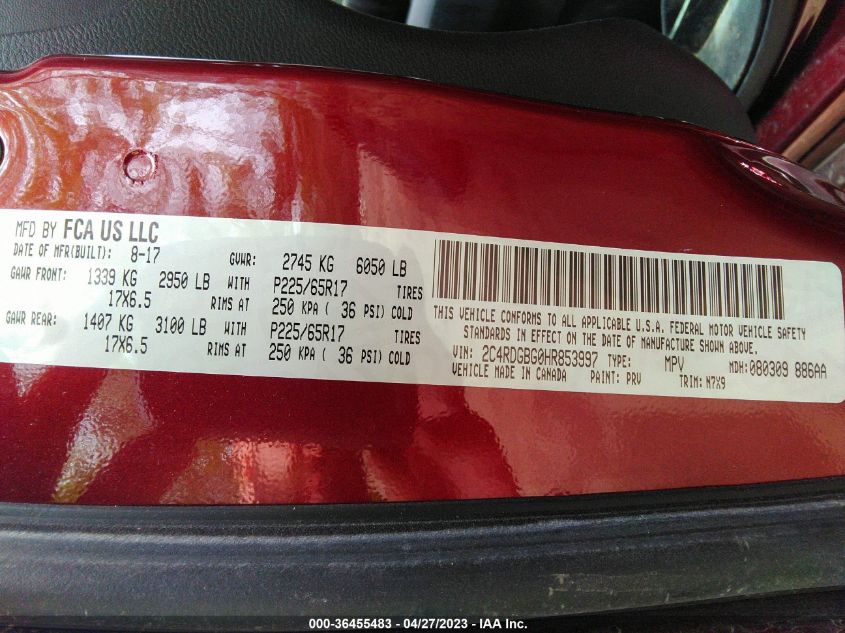 MFD BY FCA US LLC
DATE OF MFR(BUILT): 8-17 GVWR: 2745 KG 6050 LB
GAWR FRONT: 1339 KG 2950 LB WITH P225/65R17 TIRES
17X6.5 RIMS AT 250 KPA ( 36 PSI) COLD
GAWR REAR: 1407 KG 3100 LB WITH P225/65R17 TIRES
17X6.5 RIMS AT 250 KPA ( 36 PSI) COLD
THIS VEHICLE CONFORMS TO ALL APPLICABLE U.S.A. FEDERAL MOTOR VEHICLE SAFETY
STANDARDS IN EFFECT ON THE DATE OF MANUFACTURE SHOWN ABOVE.
VIN: 2C4RDGBG0HR853997 TYPE: MPV MDH: 080309 886AA
VEHICLE MADE IN CANADA PAINT: PRV TRIM: N7X9
000-36455483 - 04/27/2023 - IAA Inc.